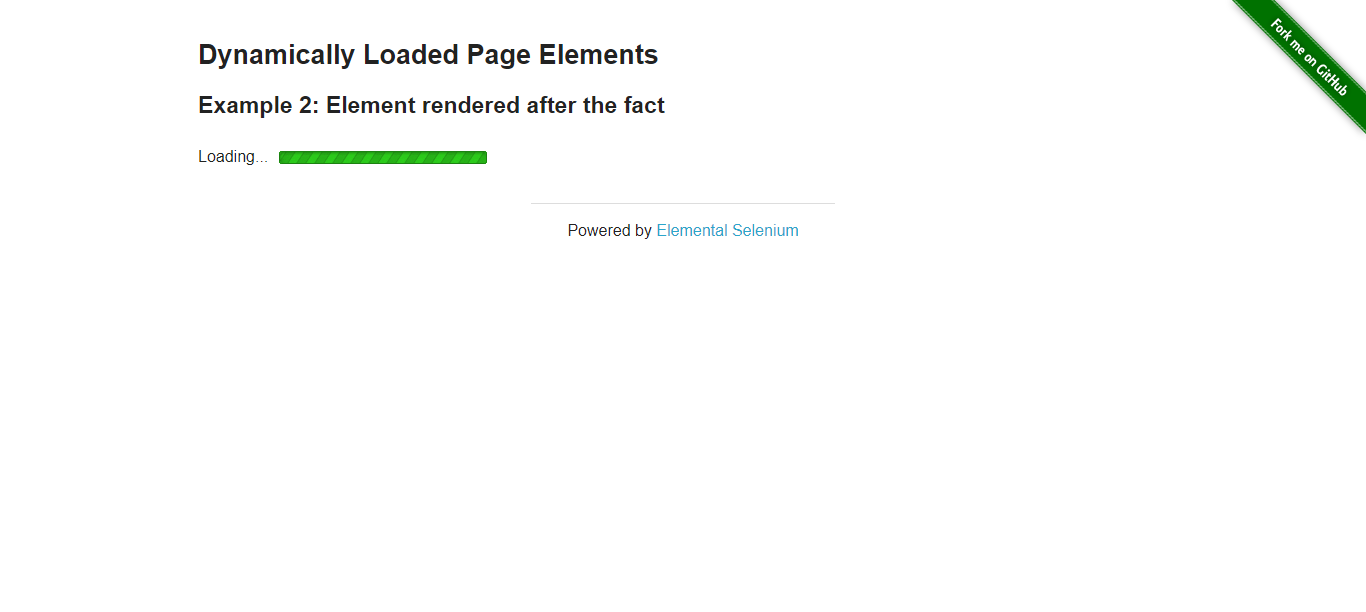 Fork me on GitHub
Dynamically Loaded Page Elements
Example 2: Element rendered after the fact
Loading...
Powered by Elemental Selenium